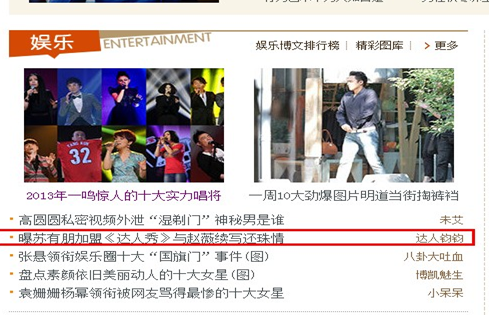 娱乐
ENTERTAINMENT
娱乐博文排行榜 | 精彩图库 | > 更多
YANG KUN
32
2013年一鸣惊人的十大实力唱将
一周10大劲爆图片明道当街掏裤裆
高圆圆私密视频外泄“湿剃门”神秘男是谁 未艾
曝苏有朋加盟《达人秀》与赵薇续写还珠情 达人钧钧
张悬领衔娱乐圈十大“国旗门”事件(图) 八卦大吐血
盘点素颜依旧美丽动人的十大女星(图) 博凯魅生
袁姗姗杨幂领衔被网友骂得最惨的十大女星 小呆呆